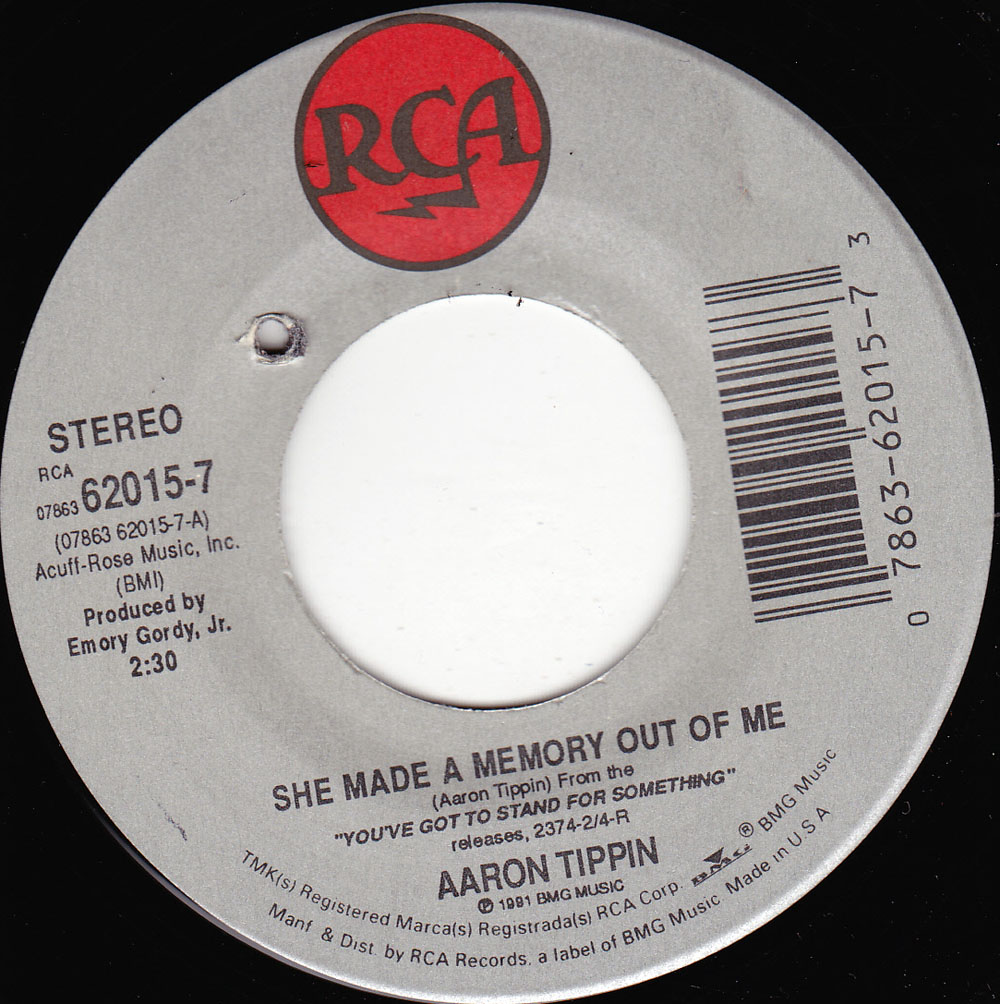 RCA
STEREO
RCA
07863 62015-7
(07863 62015-7-A)
Acuff-Rose Music, Inc.
(BMI)
Produced by
Emory Gordy, Jr.
2:30
0 7863-62015-7 3
SHE MADE A MEMORY OUT OF ME
(Aaron Tippin) From the
"YOU'VE GOT TO STAND FOR SOMETHING"
releases, 2374-2/4-R
AARON TIPPIN
℗ 1991 BMG MUSIC
TMK(s) Registered Marca(s) Registrada(s) RCA Corp. BMG ® BMG Music
Manf & Dist. by RCA Records, a label of BMG Music Made in U.S A